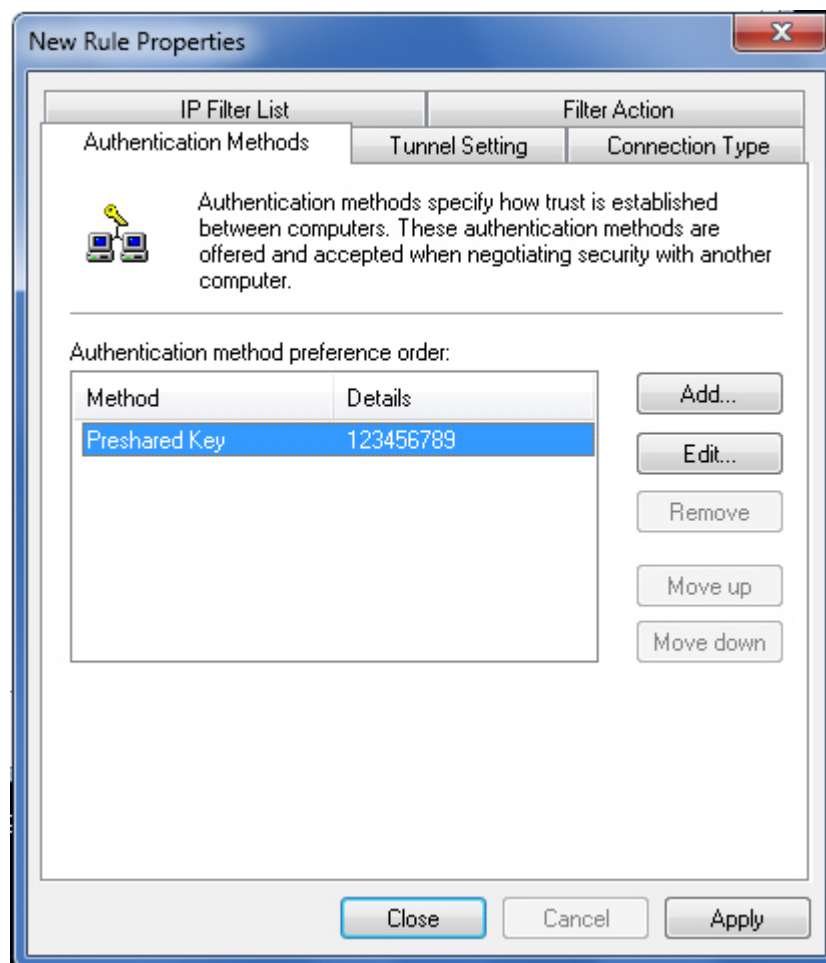 New Rule Properties
IP Filter List
Filter Action
Authentication Methods
Tunnel Setting
Connection Type
Authentication methods specify how trust is established
between computers. These authentication methods are
offered and accepted when negotiating security with another
computer.
Authentication method preference order:
Method
Details
Preshared Key
123456789
Add...
Edit...
Remove
Move up
Move down
Close
Cancel
Apply